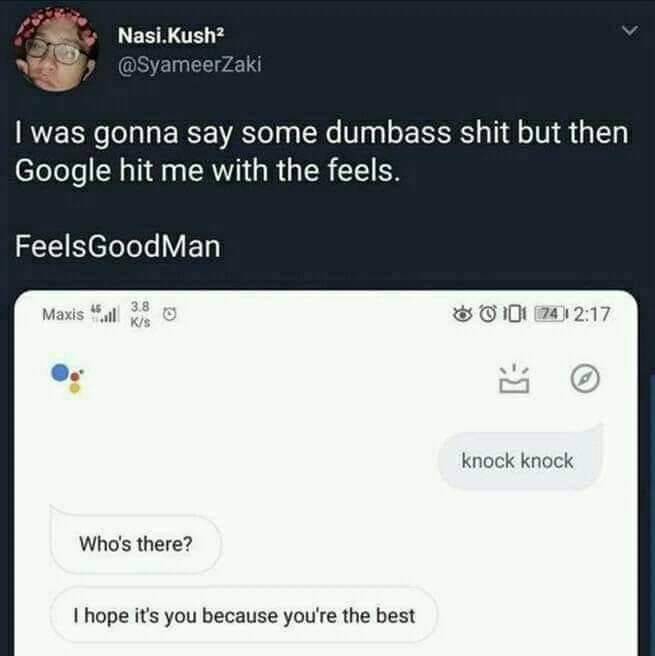 Nasi.Kush²
@SyameerZaki
I was gonna say some dumbass shit but then
Google hit me with the feels.
FeelsGoodMan
Maxis 4G 3.8 K/s 74 2:17
knock knock
Who's there?
I hope it's you because you're the best